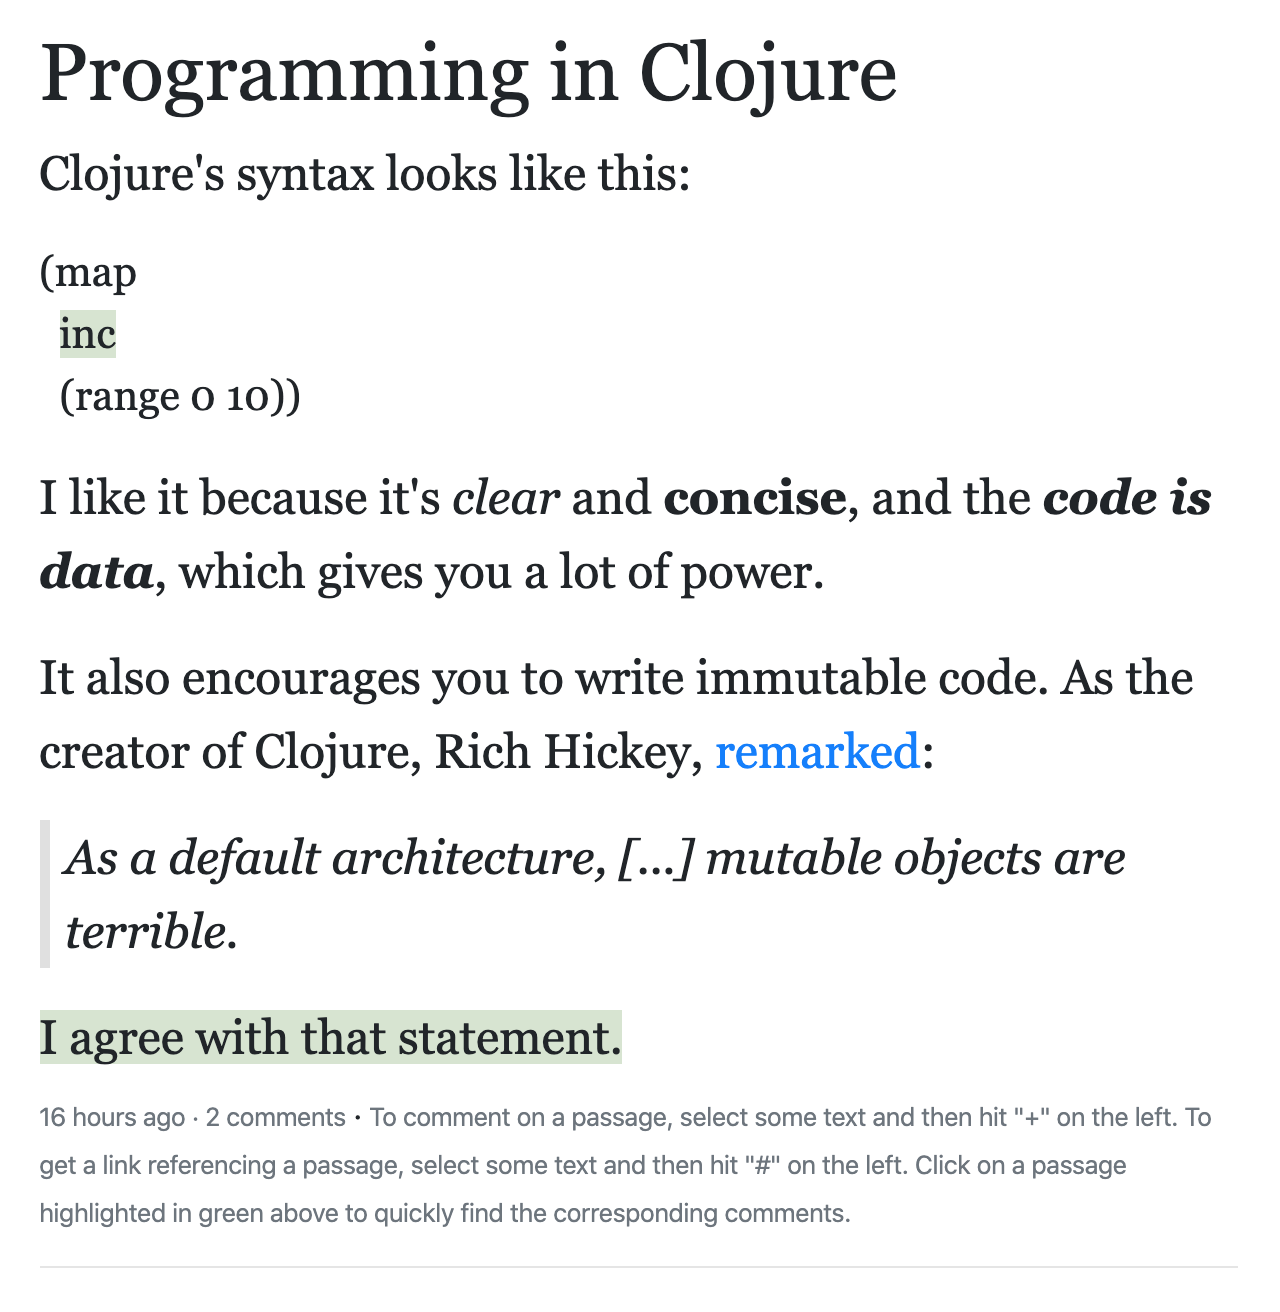 Programming in Clojure
Clojure's syntax looks like this:
(map
inc
(range 0 10))
I like it because it's clear and concise, and the code is
data, which gives you a lot of power.
It also encourages you to write immutable code. As the
creator of Clojure, Rich Hickey, remarked:
As a default architecture, [...] mutable objects are
terrible.
I agree with that statement.
16 hours ago · 2 comments · To comment on a passage, select some text and then hit "+" on the left. To
get a link referencing a passage, select some text and then hit "#" on the left. Click on a passage
highlighted in green above to quickly find the corresponding comments.